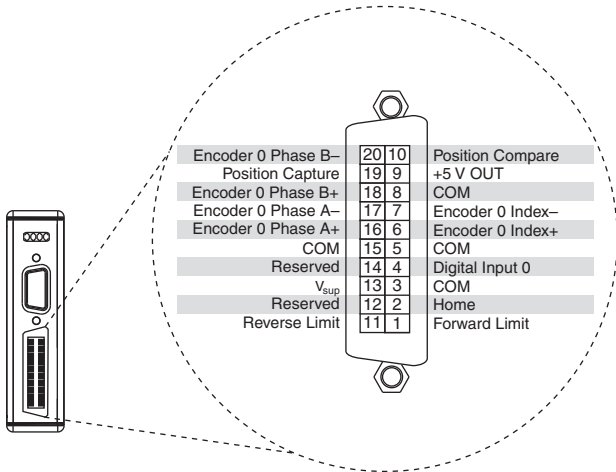 Encoder 0 Phase B– 20 10 Position Compare
Position Capture 19 9 +5 V OUT
Encoder 0 Phase B+ 18 8 COM
Encoder 0 Phase A– 17 7 Encoder 0 Index–
Encoder 0 Phase A+ 16 6 Encoder 0 Index+
COM 15 5 COM
Reserved 14 4 Digital Input 0
Vsup 13 3 COM
Reserved 12 2 Home
Reverse Limit 11 1 Forward Limit